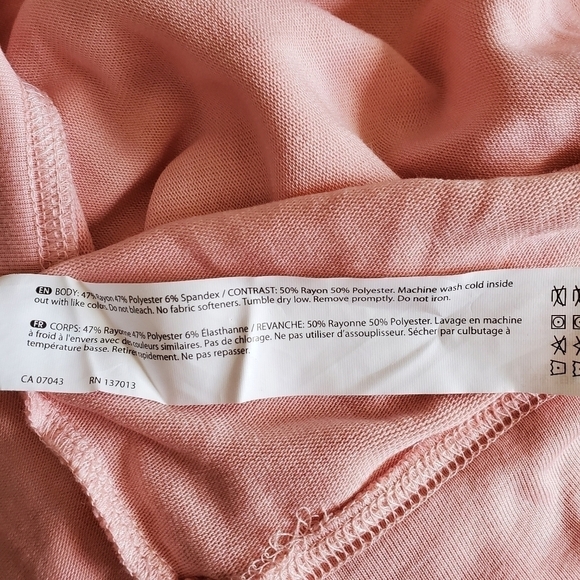 EN BODY: 47% Rayon 47% Polyester 6% Spandex / CONTRAST: 50% Rayon 50% Polyester. Machine wash cold inside
out with like colors. Do not bleach. No fabric softeners. Tumble dry low. Remove promptly. Do not iron.
FR CORPS: 47% Rayonne 47% Polyester 6% Élasthanne / REVANCHE: 50% Rayonne 50% Polyester. Lavage en machine
à froid à l'envers avec des couleurs similaires. Pas de chlorage. Ne pas utiliser d'assouplisseur. Sécher par culbutage à
température basse. Retirer rapidement. Ne pas repasser.
CA 07043 RN 137013